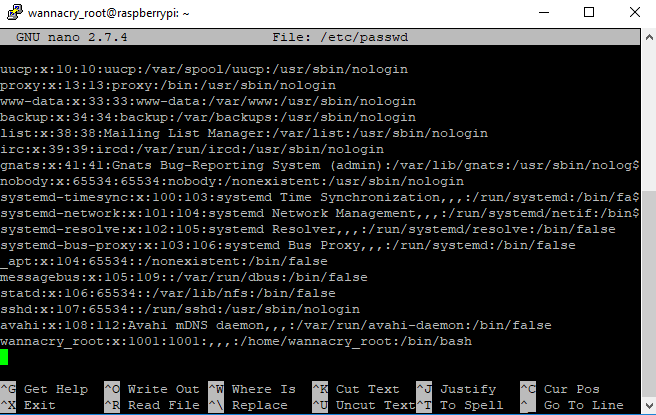 wannacry_root@raspberrypi: ~
GNU nano 2.7.4 File: /etc/passwd
uucp:x:10:10:uucp:/var/spool/uucp:/usr/sbin/nologin
proxy:x:13:13:proxy:/bin:/usr/sbin/nologin
www-data:x:33:33:www-data:/var/www:/usr/sbin/nologin
backup:x:34:34:backup:/var/backups:/usr/sbin/nologin
list:x:38:38:Mailing List Manager:/var/list:/usr/sbin/nologin
irc:x:39:39:ircd:/var/run/ircd:/usr/sbin/nologin
gnats:x:41:41:Gnats Bug-Reporting System (admin):/var/lib/gnats:/usr/sbin/nolog$
nobody:x:65534:65534:nobody:/nonexistent:/usr/sbin/nologin
systemd-timesync:x:100:103:systemd Time Synchronization,,,:/run/systemd:/bin/fa$
systemd-network:x:101:104:systemd Network Management,,,:/run/systemd/netif:/bin$
systemd-resolve:x:102:105:systemd Resolver,,,:/run/systemd/resolve:/bin/false
systemd-bus-proxy:x:103:106:systemd Bus Proxy,,,:/run/systemd:/bin/false
_apt:x:104:65534::/nonexistent:/bin/false
messagebus:x:105:109::/var/run/dbus:/bin/false
statd:x:106:65534::/var/lib/nfs:/bin/false
sshd:x:107:65534::/run/sshd:/usr/sbin/nologin
avahi:x:108:112:Avahi mDNS daemon,,,:/var/run/avahi-daemon:/bin/false
wannacry_root:x:1001:1001:,,,:/home/wannacry_root:/bin/bash
^G Get Help ^O Write Out ^W Where Is ^K Cut Text ^J Justify ^C Cur Pos
^X Exit ^R Read File ^\ Replace ^U Uncut Text ^T To Spell ^_ Go To Line